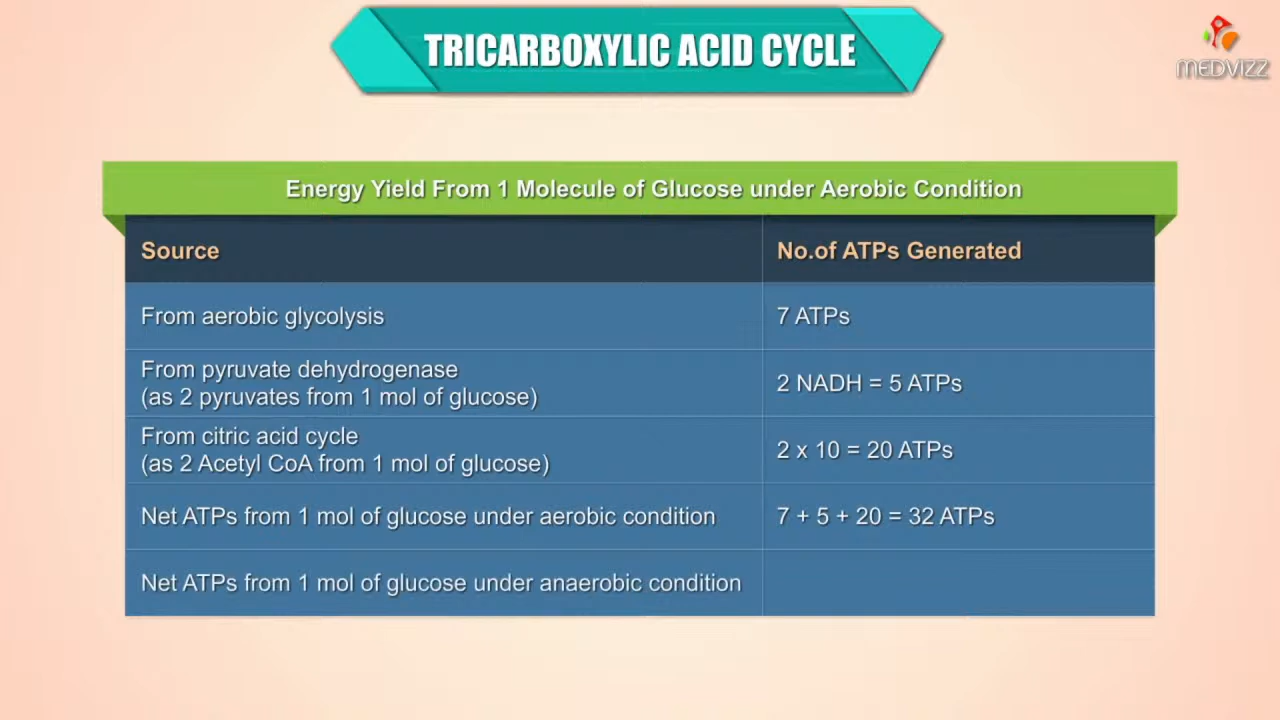 TRICARBOXYLIC ACID CYCLE
MEDVIZZ
Energy Yield From 1 Molecule of Glucose under Aerobic Condition
Source
No.of ATPs Generated
From aerobic glycolysis
7 ATPs
From pyruvate dehydrogenase
(as 2 pyruvates from 1 mol of glucose)
2 NADH = 5 ATPs
From citric acid cycle
(as 2 Acetyl CoA from 1 mol of glucose)
2 x 10 = 20 ATPs
Net ATPs from 1 mol of glucose under aerobic condition
7 + 5 + 20 = 32 ATPs
Net ATPs from 1 mol of glucose under anaerobic condition